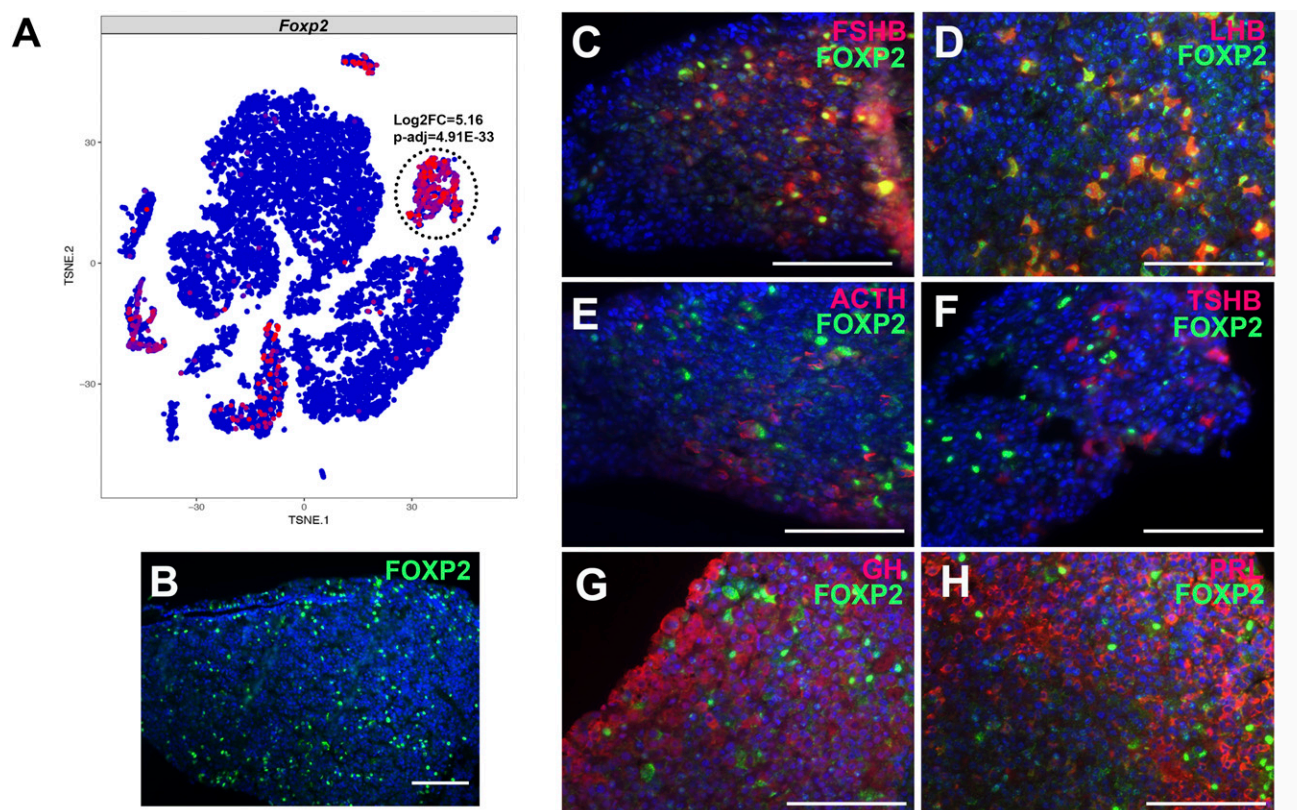 A
Foxp2
Log2FC=5.16
p-adj=4.91E-33
30
0
−30
TSNE.2
−30
0
30
TSNE.1
B
FOXP2
C
FSHB
FOXP2
D
LHB
FOXP2
E
ACTH
FOXP2
F
TSHB
FOXP2
G
GH
FOXP2
H
PRL
FOXP2